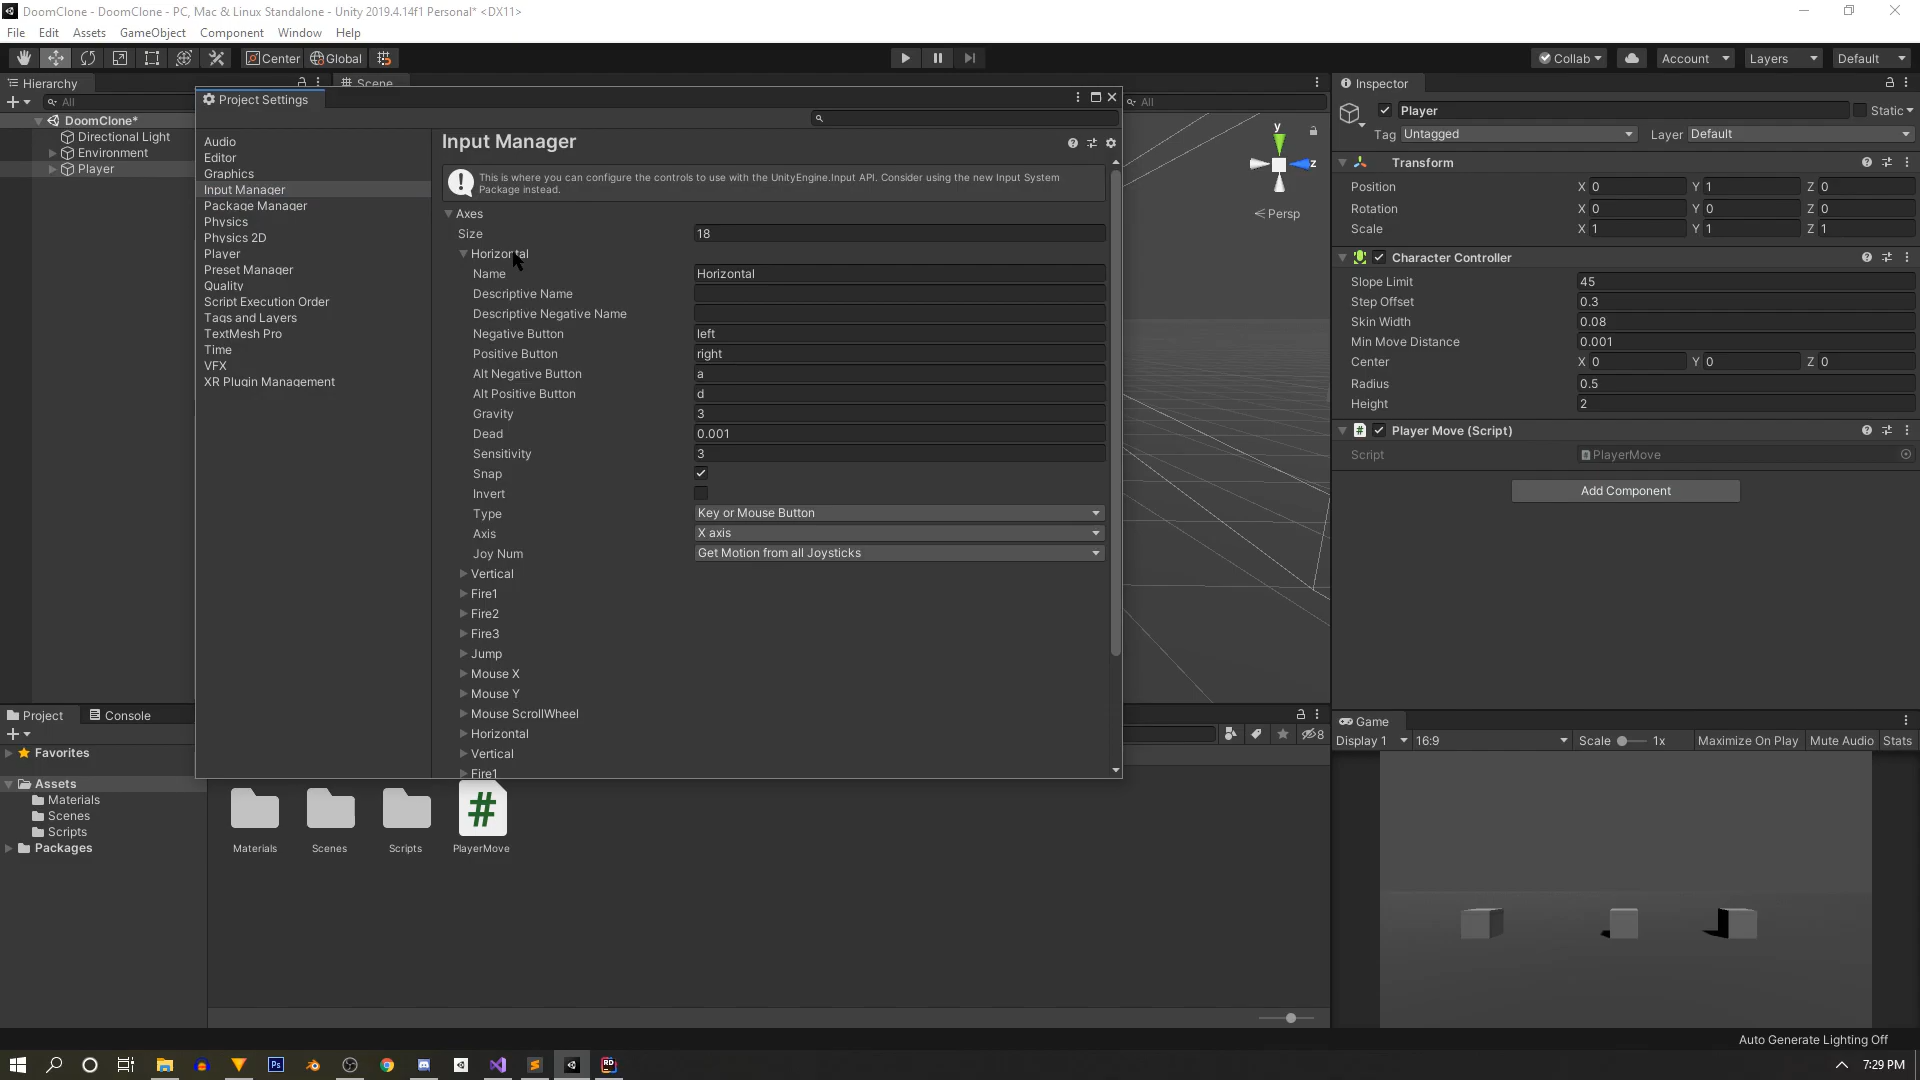 DoomClone - DoomClone - PC, Mac & Linux Standalone - Unity 2019.4.14f1 Personal* <DX11>
File Edit Assets GameObject Component Window Help
Center Global Collab Account Layers Default
Hierarchy
All
DoomClone*
Directional Light
Environment
Player
Scene
All
y
z
Persp
Project Settings
Audio
Editor
Graphics
Input Manager
Package Manager
Physics
Physics 2D
Player
Preset Manager
Quality
Script Execution Order
Tags and Layers
TextMesh Pro
Time
VFX
XR Plugin Management
Input Manager
This is where you can configure the controls to use with the UnityEngine.Input API. Consider using the new Input System
Package instead.
Axes
Size 18
Horizontal
Name Horizontal
Descriptive Name
Descriptive Negative Name
Negative Button left
Positive Button right
Alt Negative Button a
Alt Positive Button d
Gravity 3
Dead 0.001
Sensitivity 3
Snap
Invert
Type Key or Mouse Button
Axis X axis
Joy Num Get Motion from all Joysticks
Vertical
Fire1
Fire2
Fire3
Jump
Mouse X
Mouse Y
Mouse ScrollWheel
Horizontal
Vertical
Fire1
Inspector
Player Static
Tag Untagged Layer Default
Transform
Position X 0 Y 1 Z 0
Rotation X 0 Y 0 Z 0
Scale X 1 Y 1 Z 1
Character Controller
Slope Limit 45
Step Offset 0.3
Skin Width 0.08
Min Move Distance 0.001
Center X 0 Y 0 Z 0
Radius 0.5
Height 2
Player Move (Script)
Script PlayerMove
Add Component
Project Console
8
Favorites
Assets
Materials
Scenes
Scripts
Packages
Materials Scenes Scripts PlayerMove
Game
Display 1 16:9 Scale 1x Maximize On Play Mute Audio Stats
Auto Generate Lighting Off
Ps RD
7:29 PM